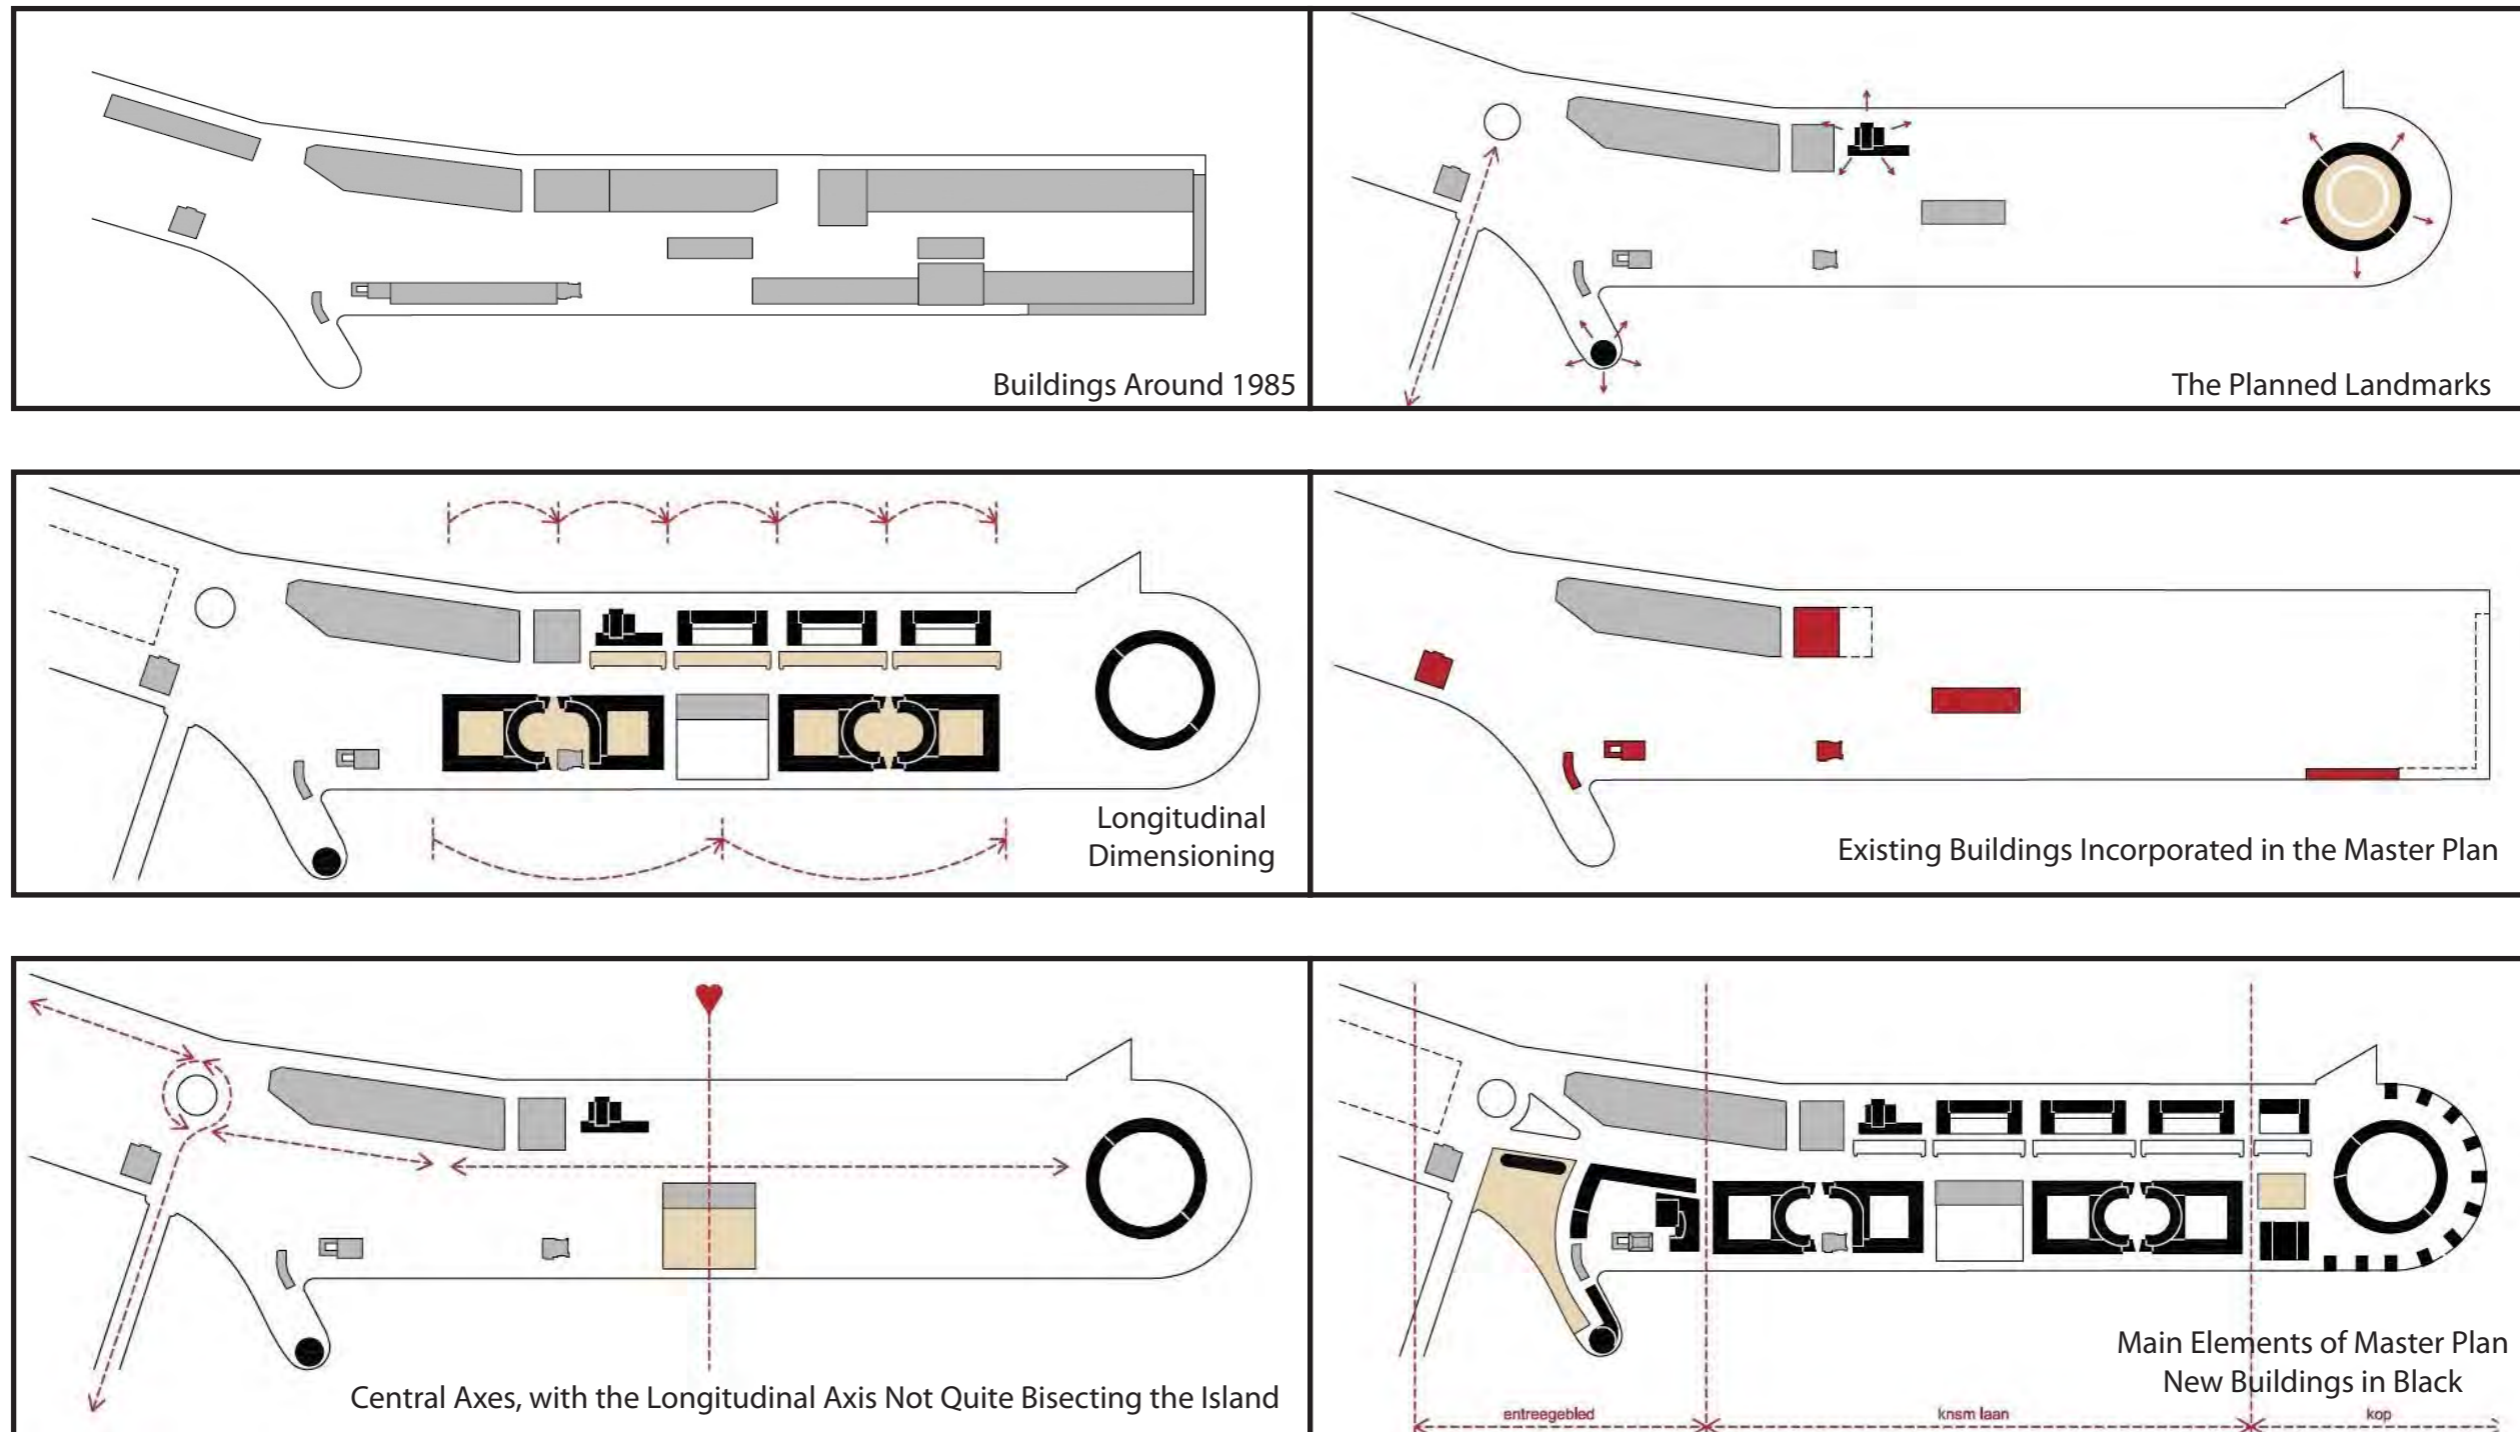 Buildings Around 1985
The Planned Landmarks
Longitudinal
Dimensioning
Existing Buildings Incorporated in the Master Plan
Central Axes, with the Longitudinal Axis Not Quite Bisecting the Island
Main Elements of Master Plan
New Buildings in Black
entreegebled
knsm laan
kop